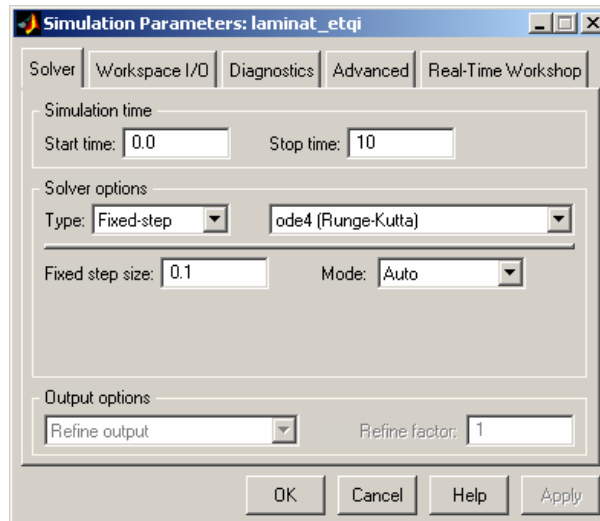 Simulation Parameters: laminat_etqi
Solver Workspace I/O Diagnostics Advanced Real-Time Workshop
Simulation time
Start time: 0.0 Stop time: 10
Solver options
Type: Fixed-step ode4 (Runge-Kutta)
Fixed step size: 0.1 Mode: Auto
Output options
Refine output Refine factor: 1
OK Cancel Help Apply